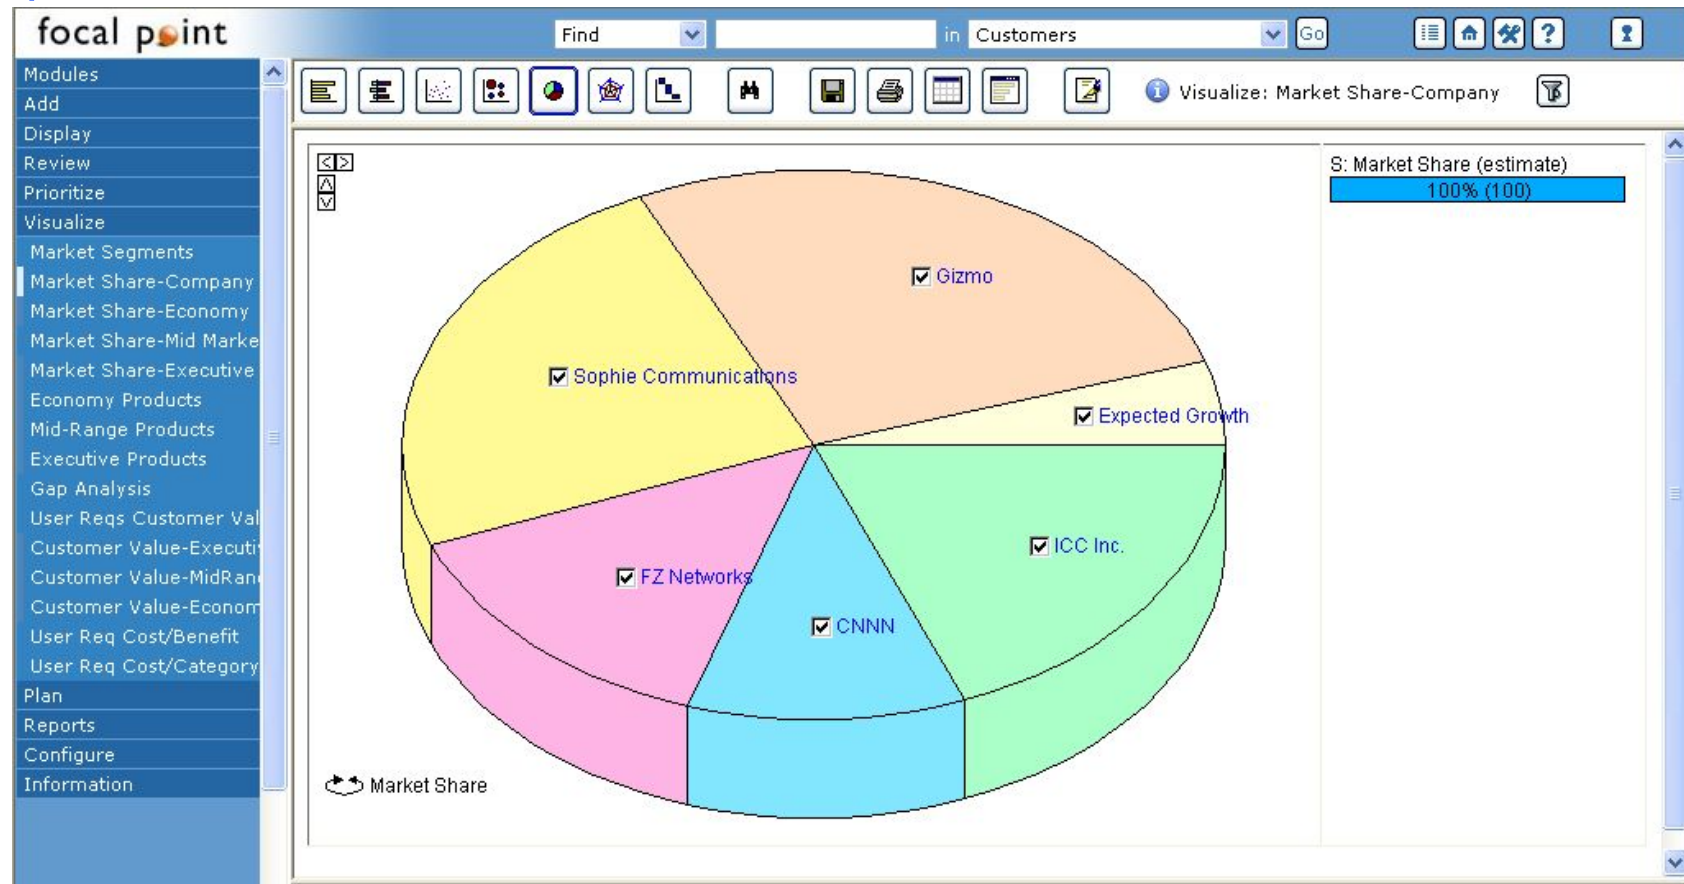 focal point
Find
in
Customers
Go
?
Visualize: Market Share-Company
Modules
Add
Display
Review
Prioritize
Visualize
Market Segments
Market Share-Company
Market Share-Economy
Market Share-Mid Marke
Market Share-Executive
Economy Products
Mid-Range Products
Executive Products
Gap Analysis
User Reqs Customer Val
Customer Value-Executi
Customer Value-MidRan
Customer Value-Econom
User Req Cost/Benefit
User Req Cost/Category
Plan
Reports
Configure
Information
S: Market Share (estimate)
100% (100)
Gizmo
Sophie Communications
Expected Growth
ICC Inc.
FZ Networks
CNNN
Market Share